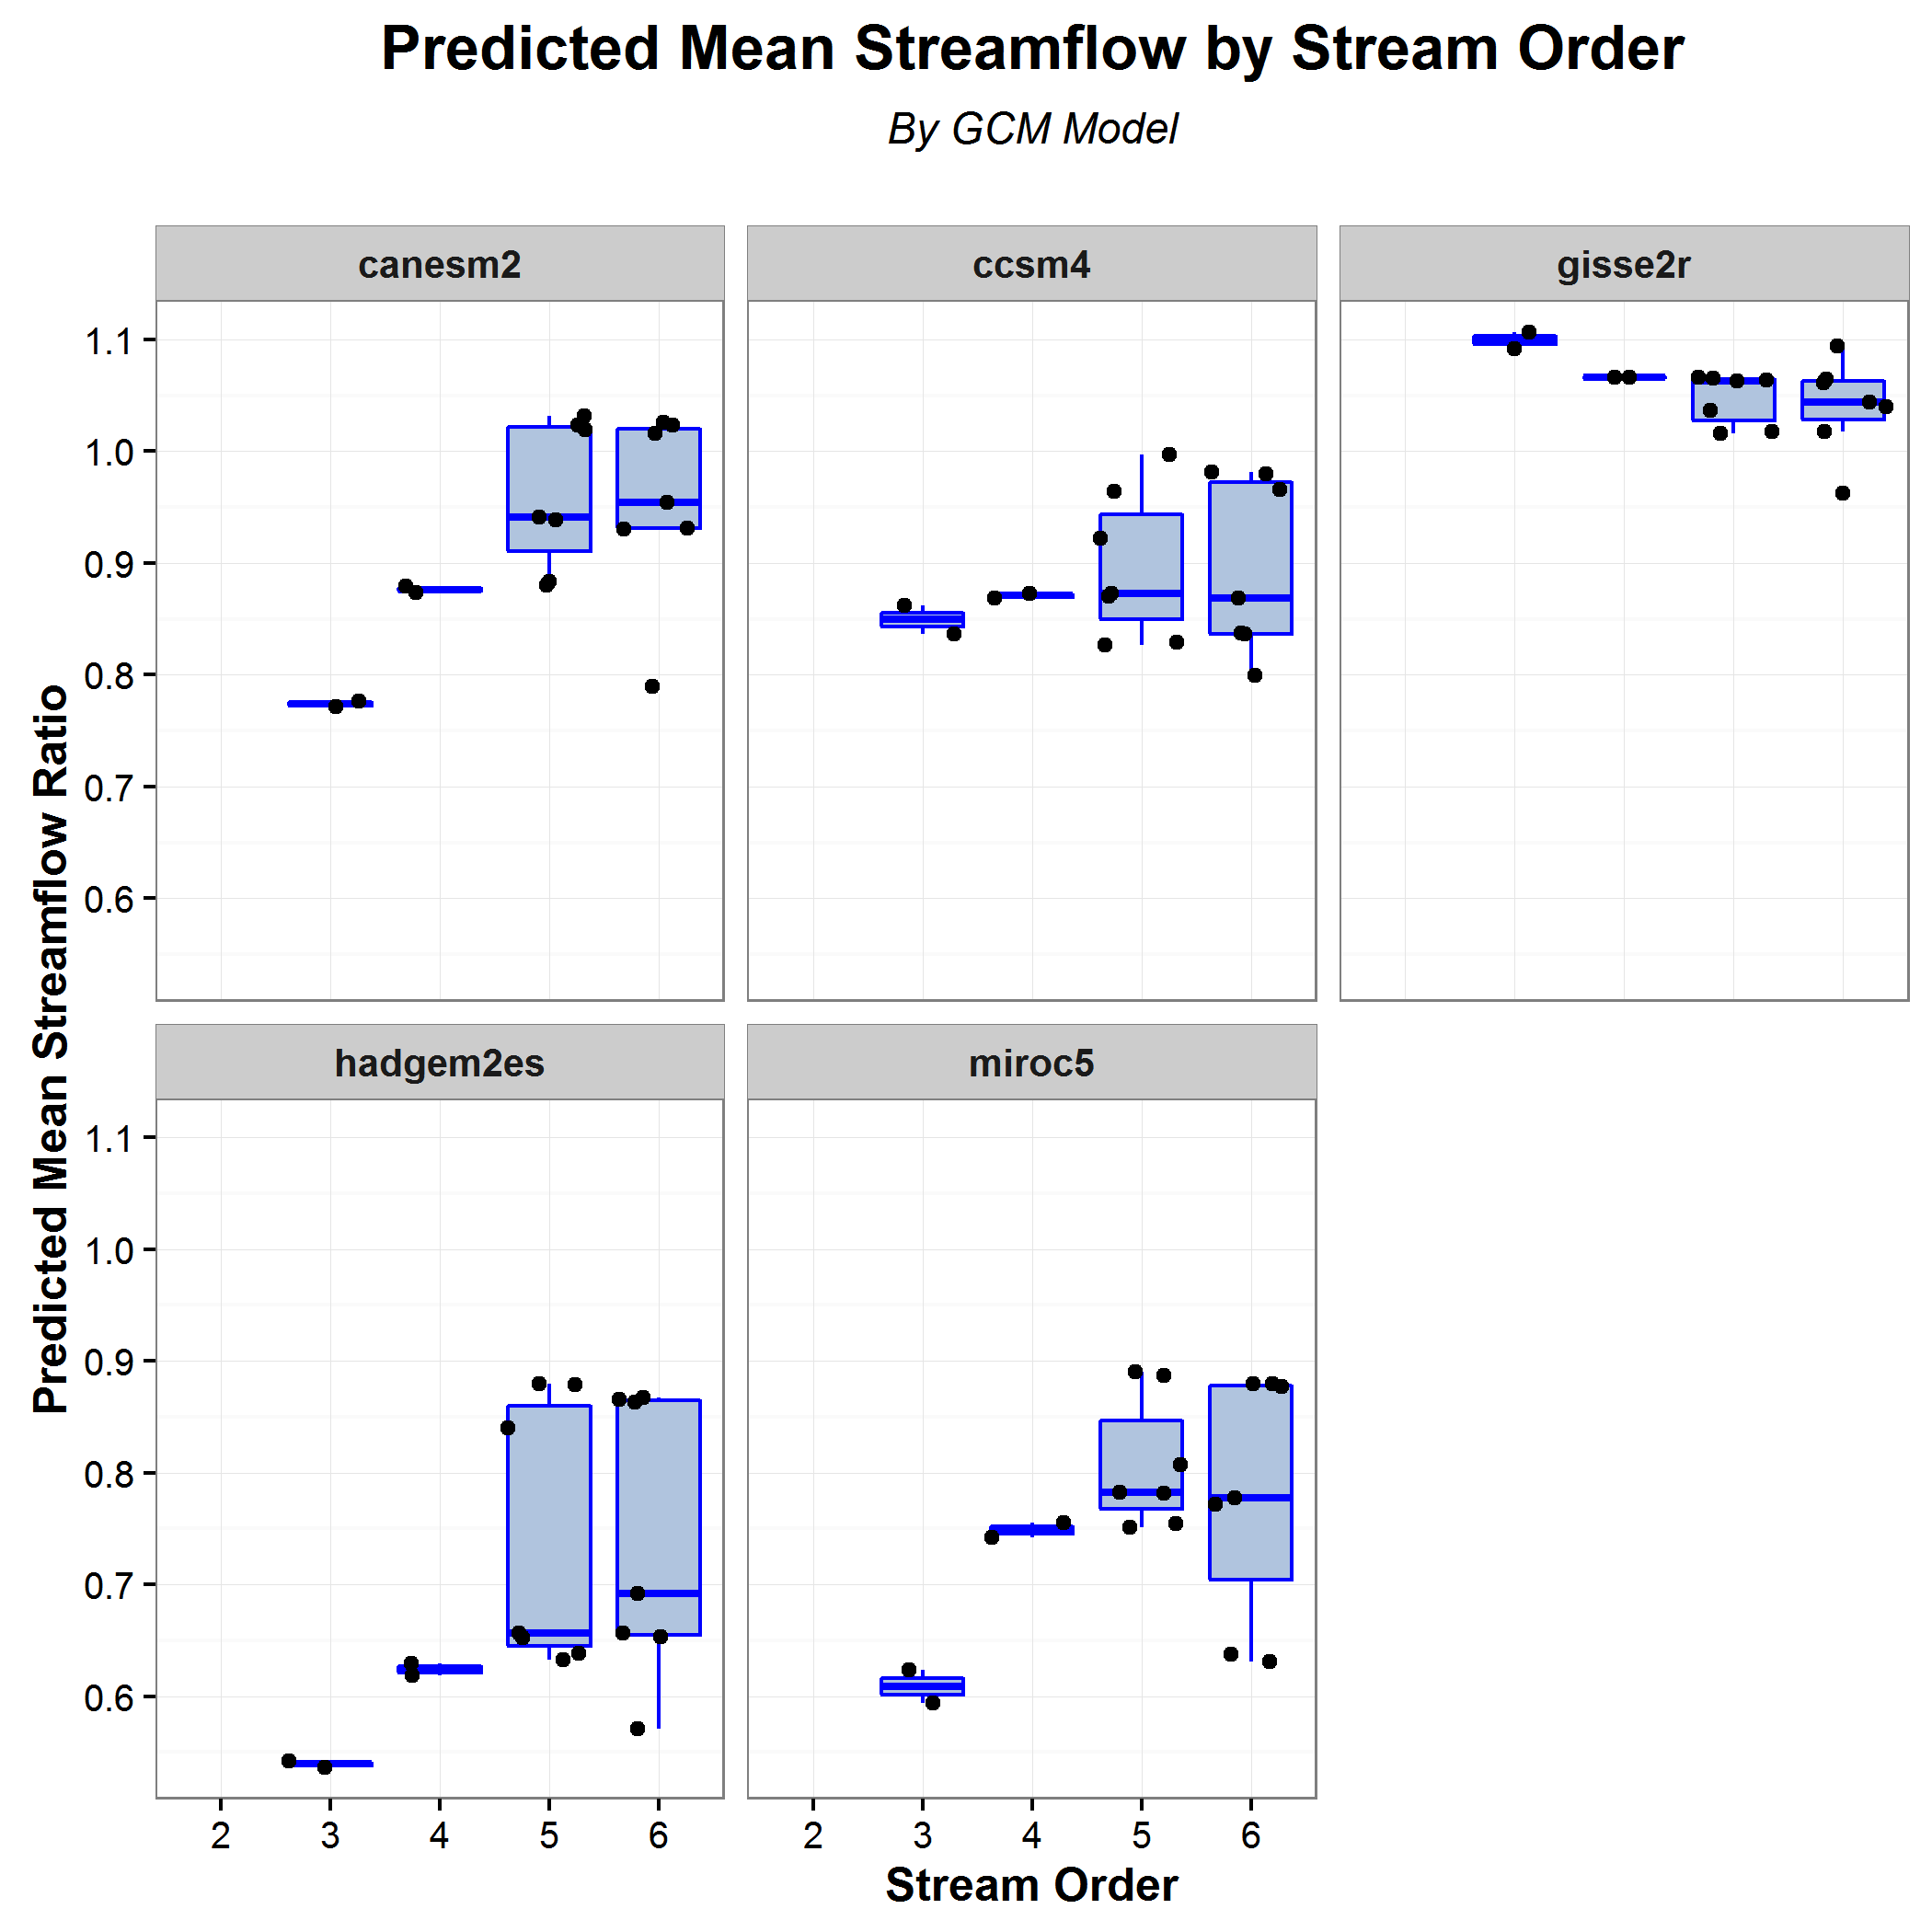 Predicted Mean Streamflow by Stream Order
By GCM Model
canesm2
ccsm4
gisse2r
1.1
1.0
0.9
0.8
0.7
0.6
Predicted Mean Streamflow Ratio
hadgem2es
miroc5
1.1
1.0
0.9
0.8
0.7
0.6
2 3 4 5 6
2 3 4 5 6
Stream Order